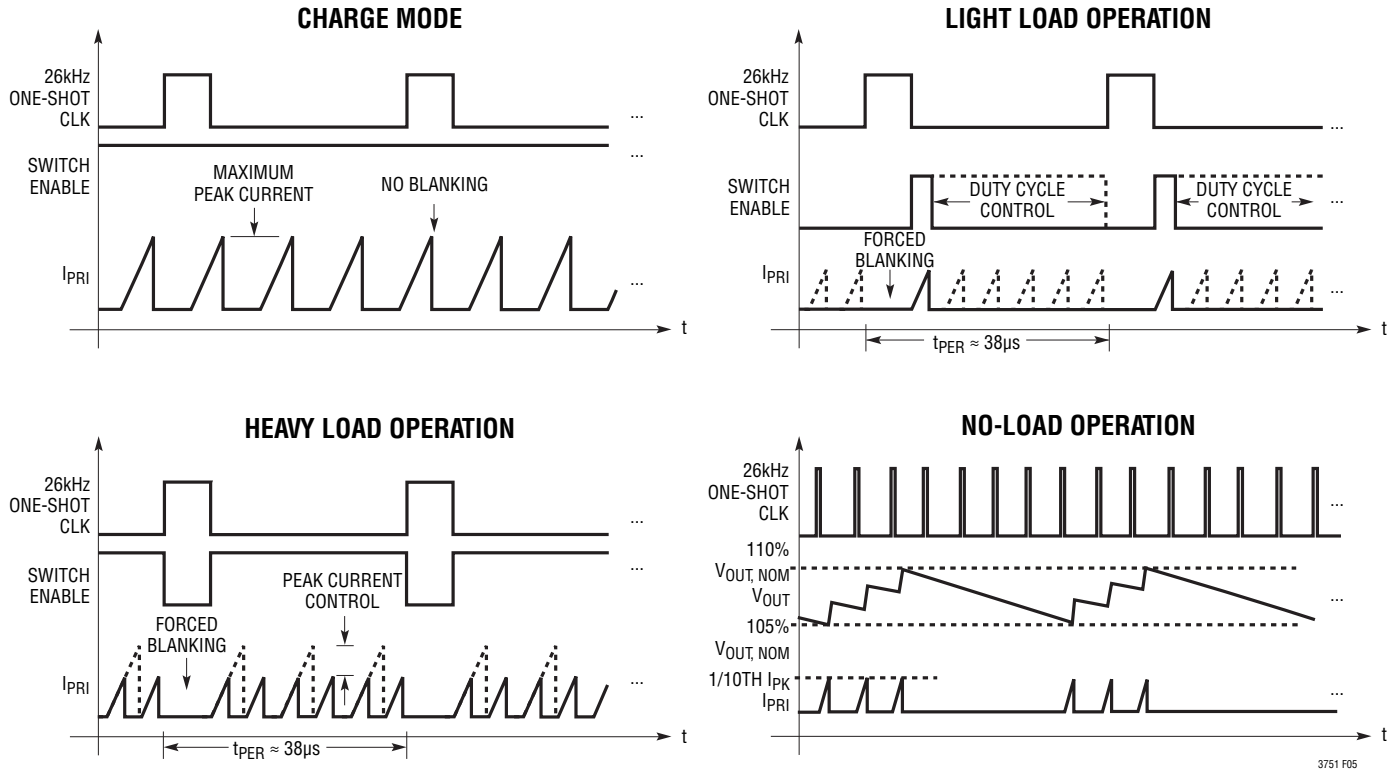 CHARGE MODE
26kHz
ONE-SHOT
CLK
...
SWITCH
ENABLE
...
MAXIMUM
PEAK CURRENT
NO BLANKING
IPRI
...
t
LIGHT LOAD OPERATION
26kHz
ONE-SHOT
CLK
...
SWITCH
ENABLE
DUTY CYCLE
CONTROL
DUTY CYCLE
CONTROL
...
FORCED
BLANKING
IPRI
...
t
tPER ≈ 38µs
HEAVY LOAD OPERATION
26kHz
ONE-SHOT
CLK
...
SWITCH
ENABLE
...
PEAK CURRENT
CONTROL
FORCED
BLANKING
IPRI
...
t
tPER ≈ 38µs
NO-LOAD OPERATION
26kHz
ONE-SHOT
CLK
...
110%
VOUT, NOM
VOUT
...
105%
VOUT, NOM
1/10TH IPK
IPRI
...
t
3751 F05